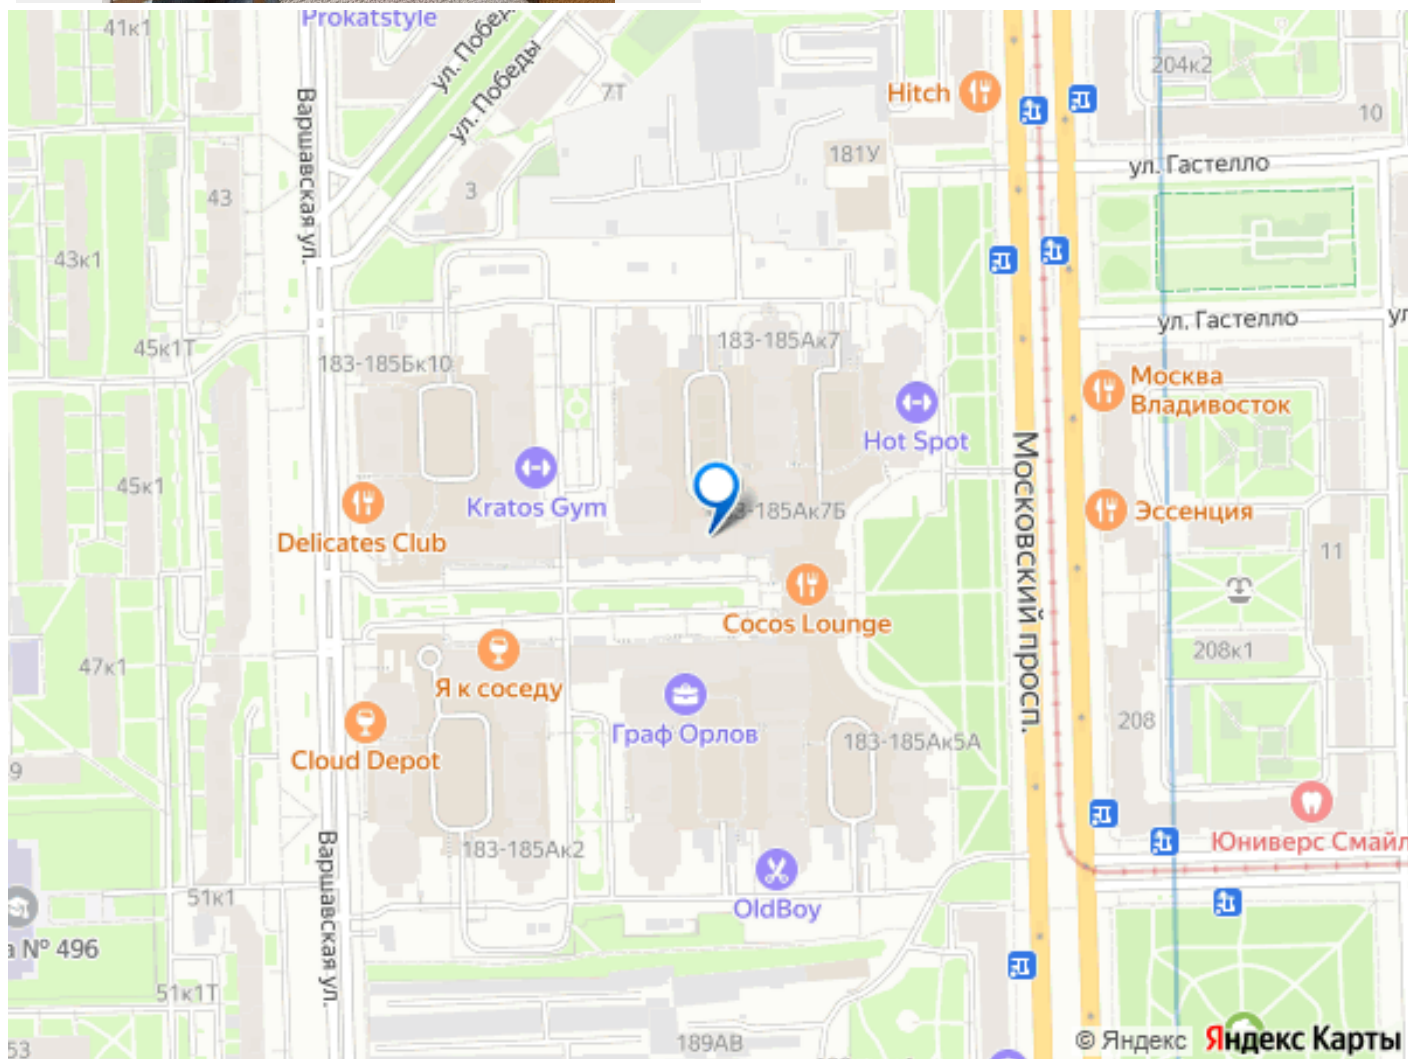 Prokatstyle
41к1
ул. Побед
ул. Победы
7Т
Hitch
204к2
10
181У
ул. Гастелло
Варшавская ул.
43
3
43к1
45к1Т
183-185Бк10
183-185Ак7
ул. Гастелло
Москва
Владивосток
Hot Spot
45к1
Kratos Gym
183-185Ак7Б
Эссенция
Delicates Club
Московский просп.
11
Cocos Lounge
47к1
Я к соседу
208к1
Граф Орлов
183-185Ак5А
208
Cloud Depot
9
Юниверс Смайл
Варшавская ул.
183-185Ак2
51к1
OldBoy
а № 496
51к1Т
53
189АВ
© Яндекс Яндекс Карты